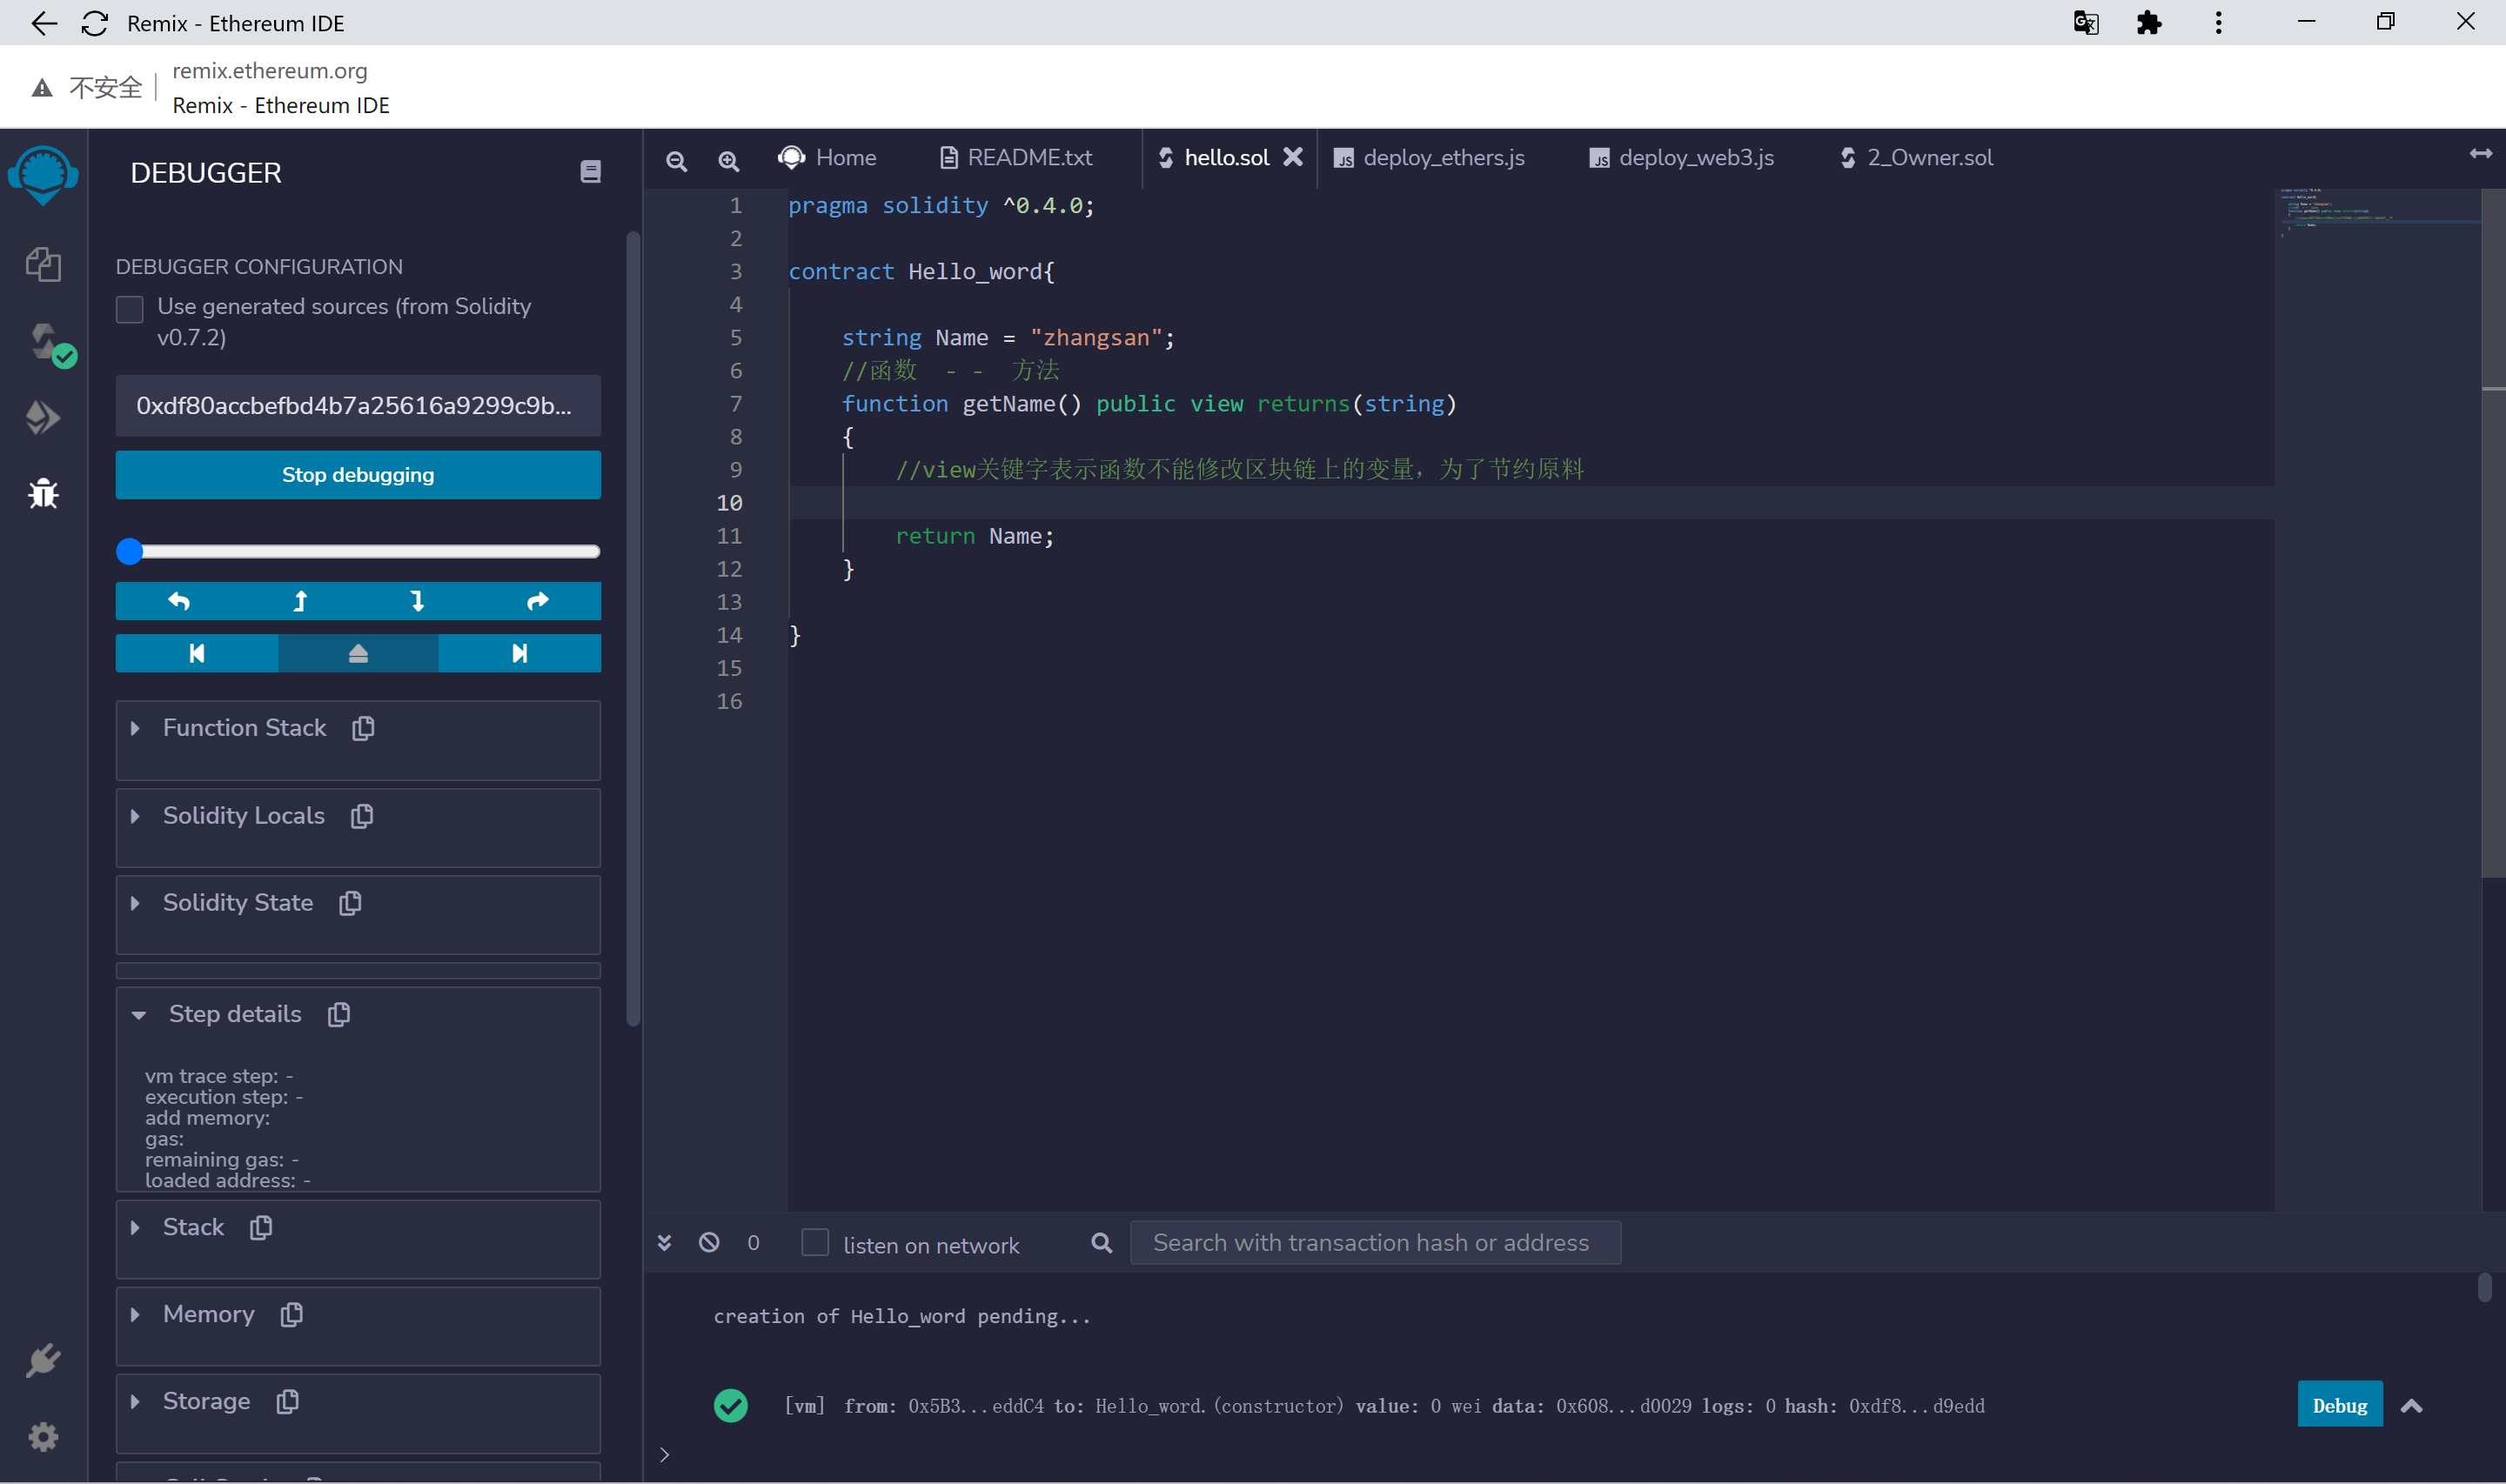 Remix - Ethereum IDE
不安全
remix.ethereum.org
Remix - Ethereum IDE
DEBUGGER
DEBUGGER CONFIGURATION
Use generated sources (from Solidity
v0.7.2)
0xdf80accbefbd4b7a25616a9299c9b...
Stop debugging
Function Stack
Solidity Locals
Solidity State
Step details
vm trace step: -
execution step: -
add memory:
gas:
remaining gas: -
loaded address: -
Stack
Memory
Storage
Home
README.txt
hello.sol
deploy_ethers.js
deploy_web3.js
2_Owner.sol
1 pragma solidity ^0.4.0;
2
3 contract Hello_word{
4
5 string Name = "zhangsan";
6 //函数 - - 方法
7 function getName() public view returns(string)
8 {
9 //view关键字表示函数不能修改区块链上的变量，为了节约原料
10
11 return Name;
12 }
13
14 }
15
16
0
listen on network
Search with transaction hash or address
creation of Hello_word pending...
[vm] from: 0x5B3...eddC4 to: Hello_word.(constructor) value: 0 wei data: 0x608...d0029 logs: 0 hash: 0xdf8...d9edd
Debug
>